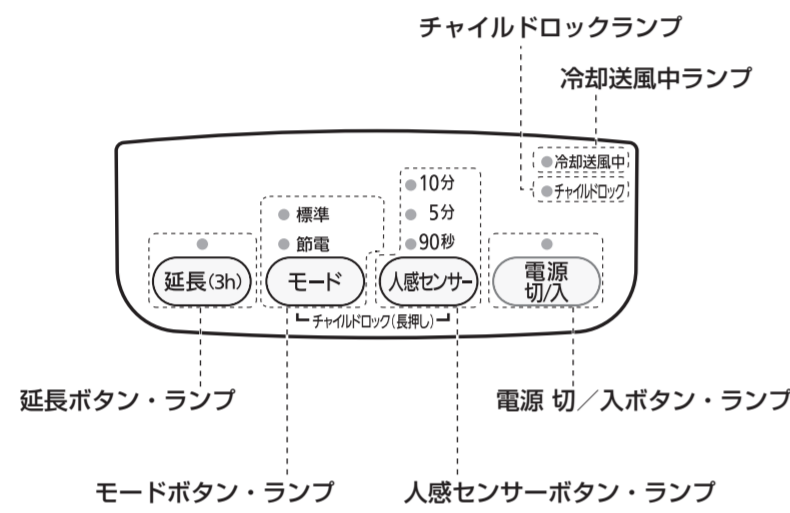 チャイルドロックランプ
冷却送風中ランプ
冷却送風中
チャイルドロック
10分
5分
90秒
標準
節電
延長(3h)
モード
人感センサー
電源
切/入
チャイルドロック(長押し)
延長ボタン・ランプ
電源 切／入ボタン・ランプ
モードボタン・ランプ
人感センサーボタン・ランプ